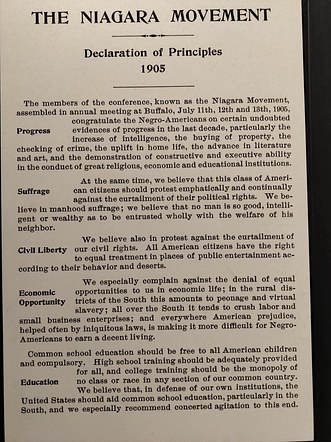 THE NIAGARA MOVEMENT
Declaration of Principles
1905
The members of the conference, known as the Niagara Movement,
assembled in annual meeting at Buffalo, July 11th, 12th and 13th, 1905,
congratulate the Negro-Americans on certain undoubted
Progress evidences of progress in the last decade, particularly the
increase of intelligence, the buying of property, the
checking of crime, the uplift in home life, the advance in literature
and art, and the demonstration of constructive and executive ability
in the conduct of great religious, economic and educational institutions.
At the same time, we believe that this class of Ameri-
Suffrage can citizens should protest emphatically and continually
against the curtailment of their political rights. We be-
lieve in manhood suffrage; we believe that no man is so good, intelli-
gent or wealthy as to be entrusted wholly with the welfare of his
neighbor.
We believe also in protest against the curtailment of
Civil Liberty our civil rights. All American citizens have the right
to equal treatment in places of public entertainment ac-
cording to their behavior and deserts.
We especially complain against the denial of equal
Economic opportunities to us in economic life; in the rural dis-
Opportunity tricts of the South this amounts to peonage and virtual
slavery; all over the South it tends to crush labor and
small business enterprises; and everywhere American prejudice,
helped often by iniquitous laws, is making it more difficult for Negro-
Americans to earn a decent living.
Common school education should be free to all American children
and compulsory. High school training should be adequately provided
for all, and college training should be the monopoly of
Education no class or race in any section of our common country.
We believe that, in defense of our own institutions, the
United States should aid common school education, particularly in the
South, and we especially recommend concerted agitation to this end.